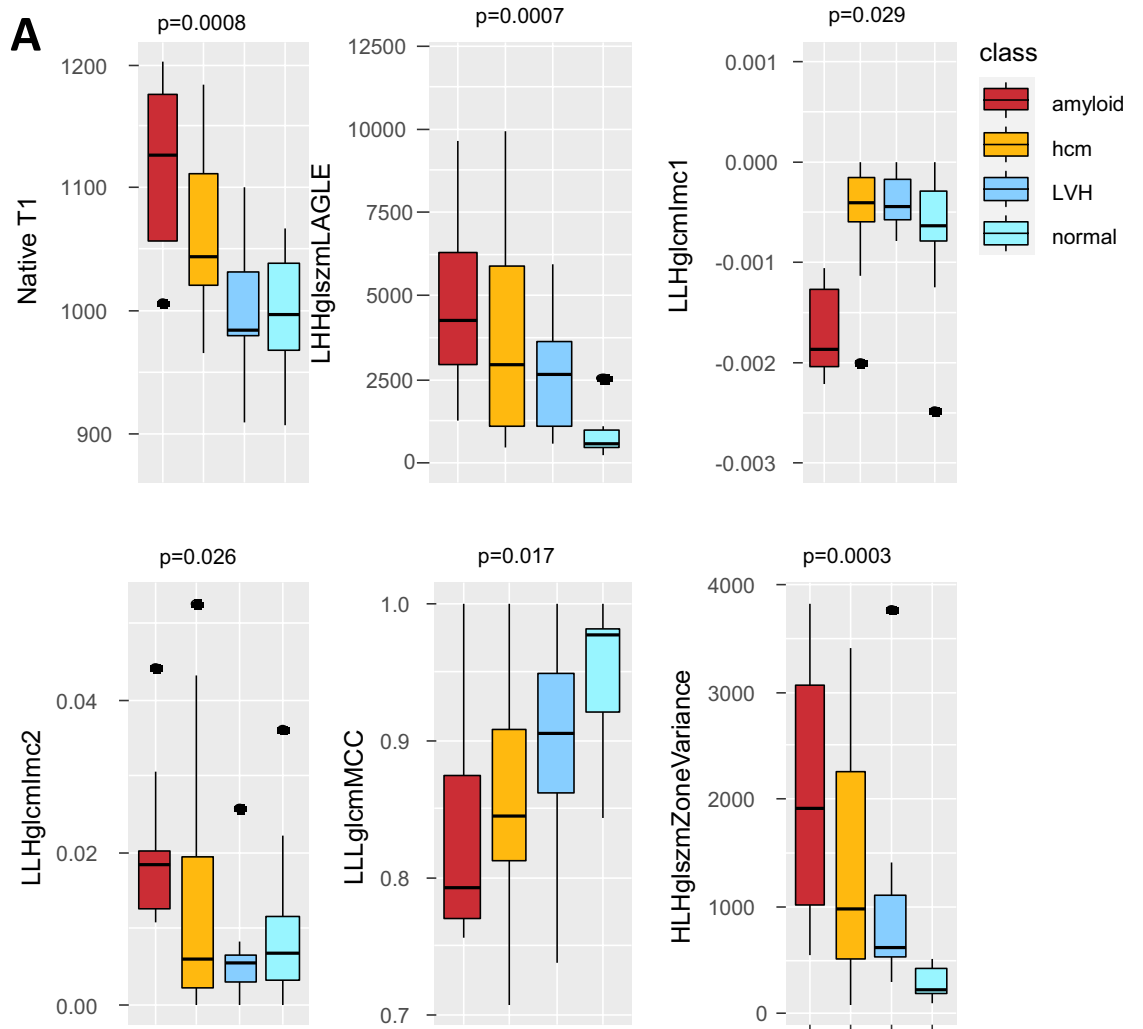 A
p=0.0008
Native T1
1200
1100
1000
900
p=0.0007
LHHglszmLAGLE
12500
10000
7500
5000
2500
0
p=0.029
LLHglcmImc1
0.001
0.000
-0.001
-0.002
-0.003
class
amyloid
hcm
LVH
normal
p=0.026
LLHglcmImc2
0.04
0.02
0.00
p=0.017
LLLglcmMCC
1.0
0.9
0.8
0.7
p=0.0003
HLHglszmZoneVariance
4000
3000
2000
1000
0